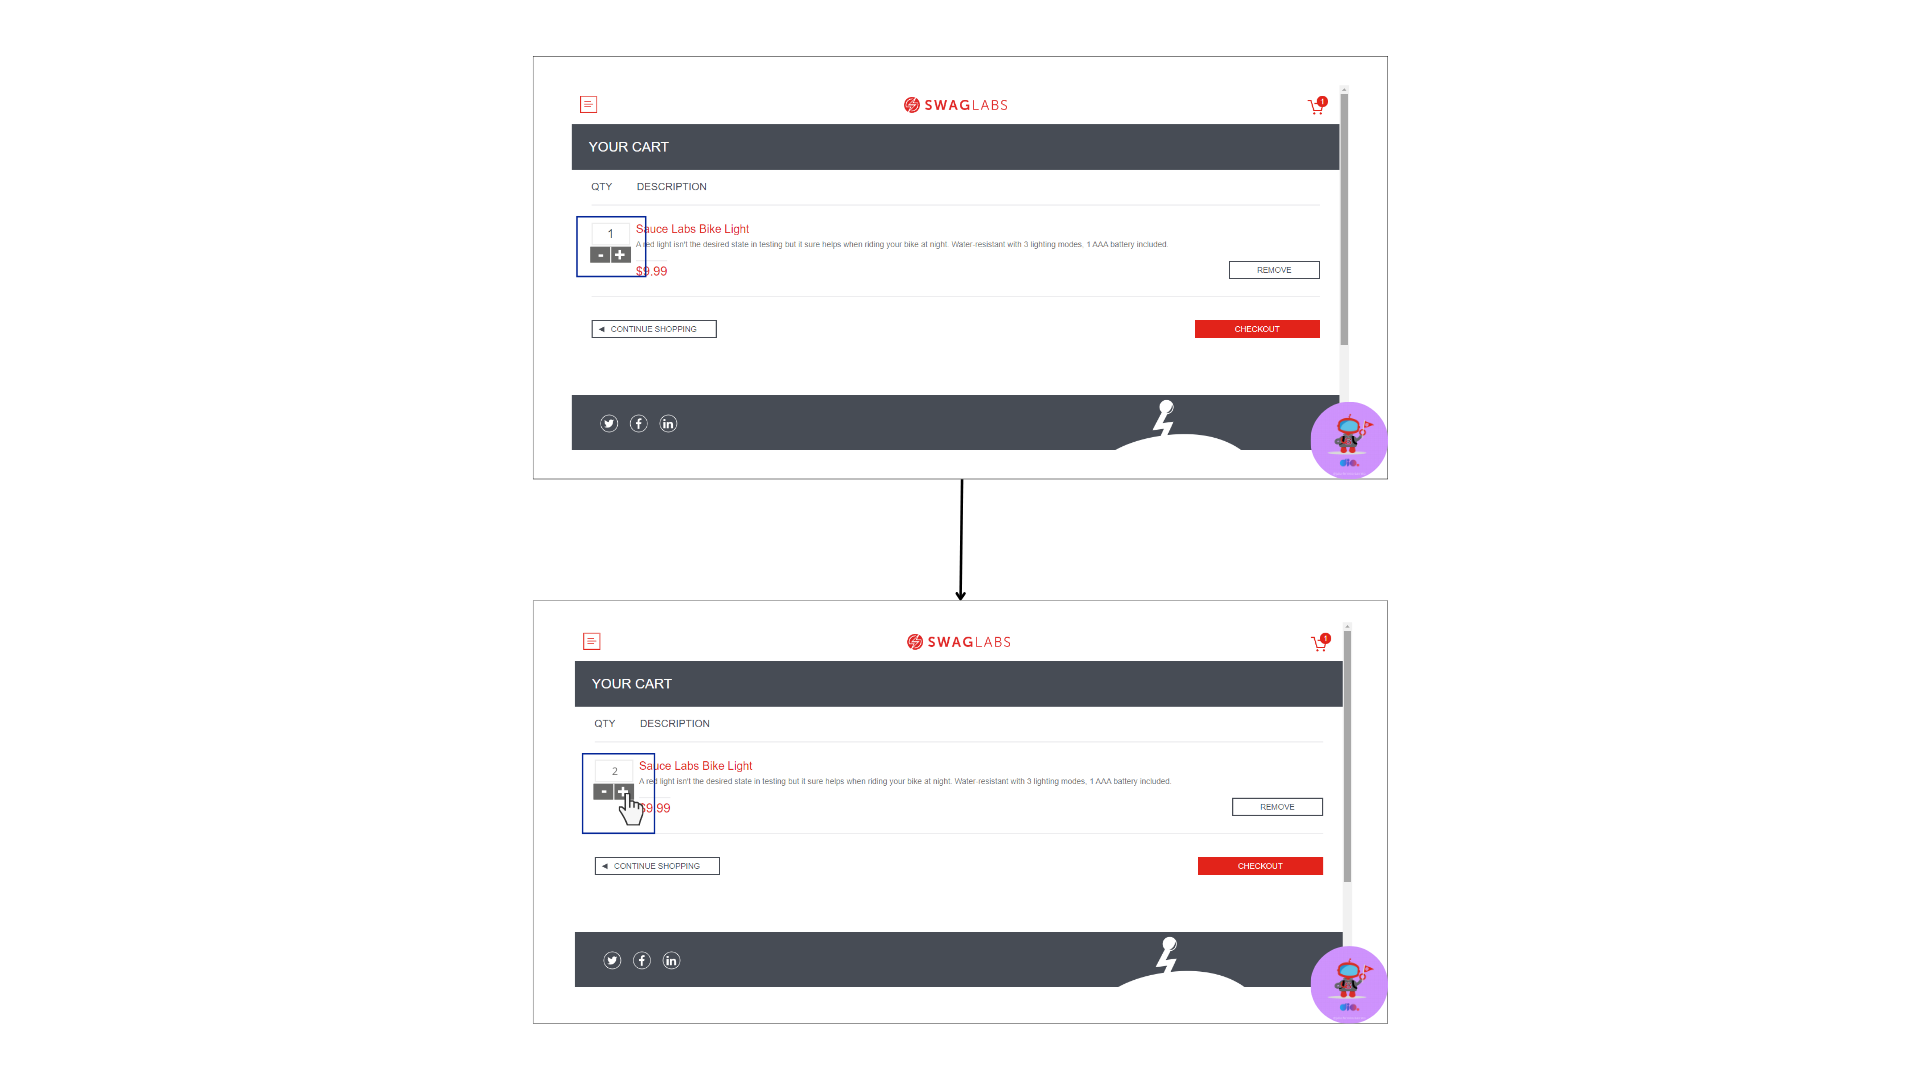 SWAGLABS
1
YOUR CART
QTY DESCRIPTION
1
Sauce Labs Bike Light
A red light isn't the desired state in testing but it sure helps when riding your bike at night. Water-resistant with 3 lighting modes, 1 AAA battery included.
- +
$9.99
REMOVE
CONTINUE SHOPPING
CHECKOUT
SWAGLABS
1
YOUR CART
QTY DESCRIPTION
2
Sauce Labs Bike Light
A red light isn't the desired state in testing but it sure helps when riding your bike at night. Water-resistant with 3 lighting modes, 1 AAA battery included.
- +
$9.99
REMOVE
CONTINUE SHOPPING
CHECKOUT